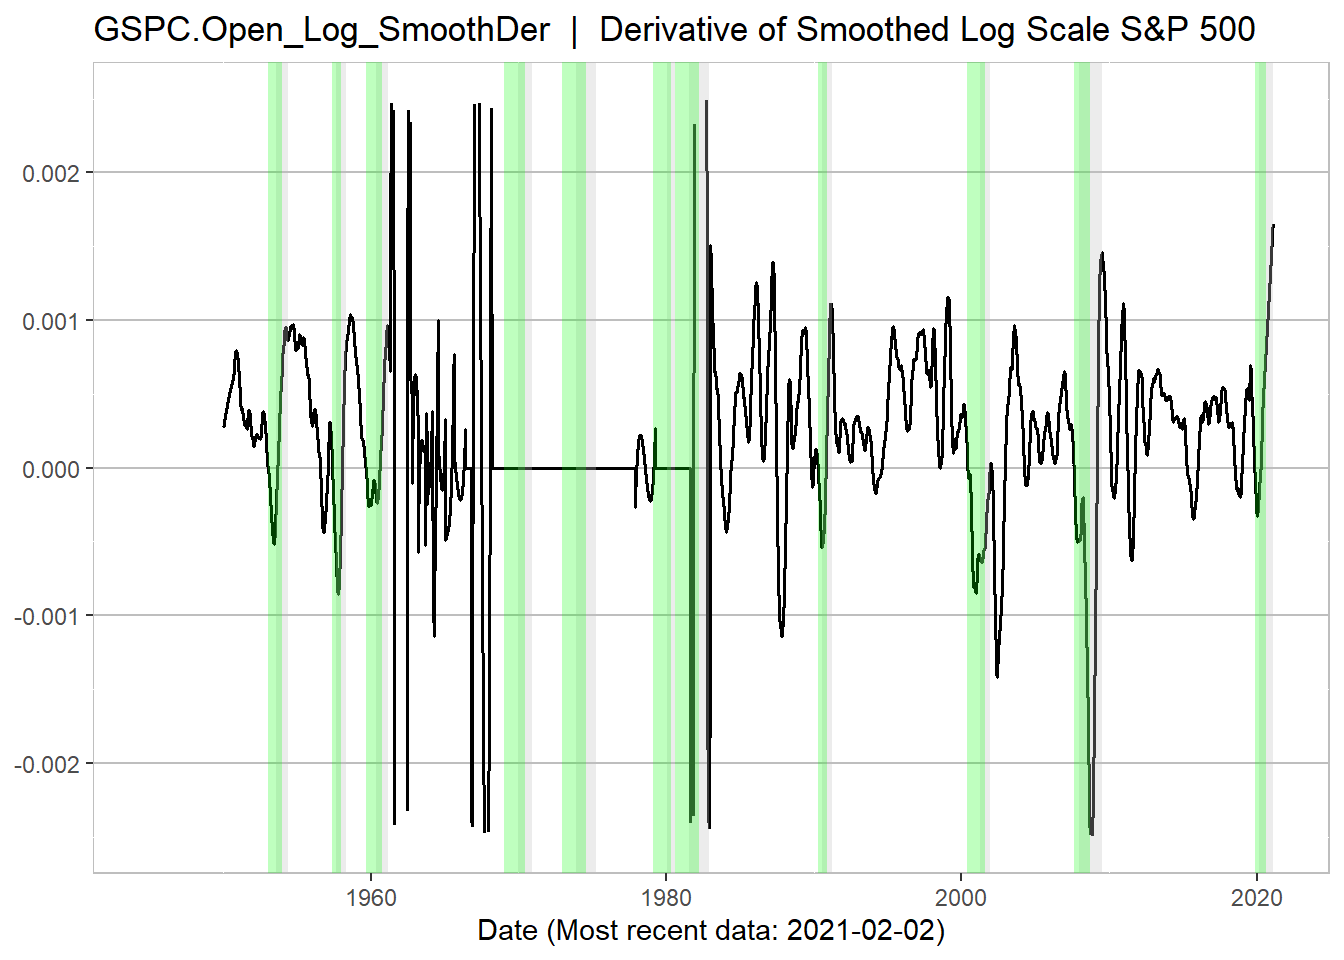 GSPC.Open_Log_SmoothDer | Derivative of Smoothed Log Scale S&P 500
0.002
0.001
0.000
-0.001
-0.002
1960 1980 2000 2020
Date (Most recent data: 2021-02-02)